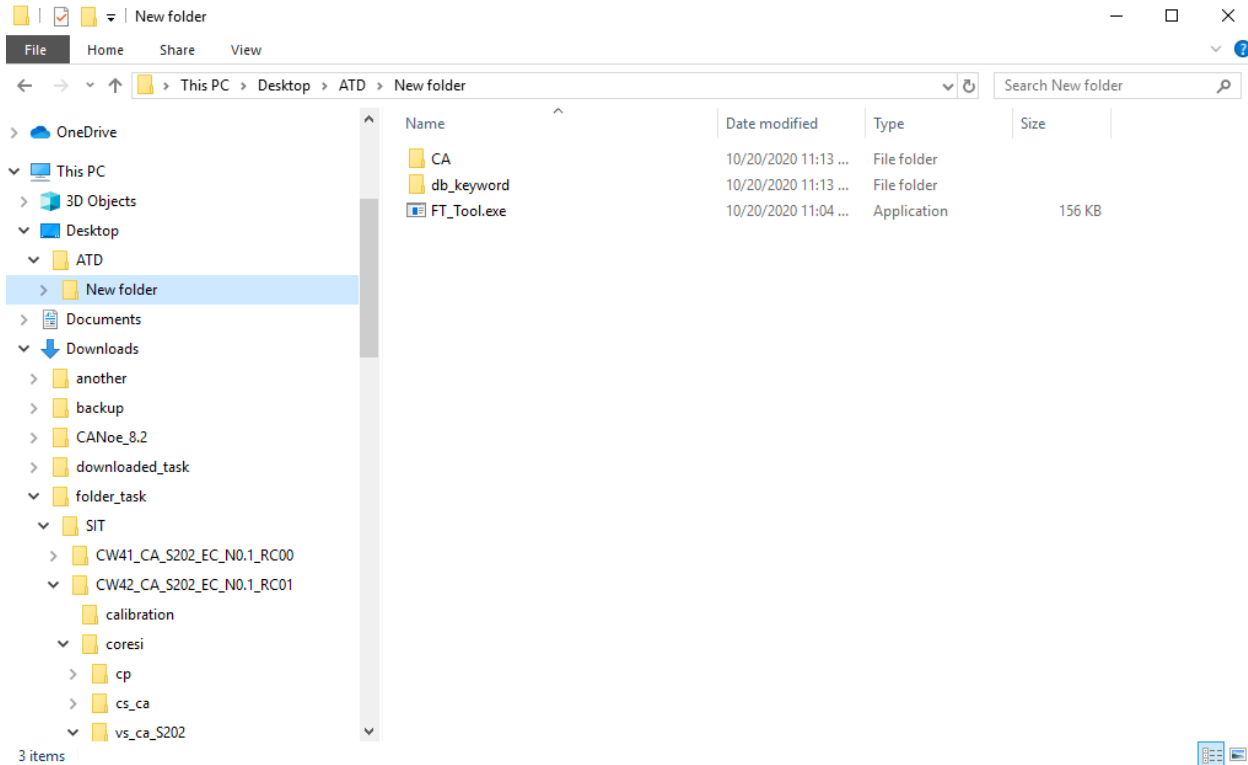 New folder
File Home Share View
This PC > Desktop > ATD > New folder
Search New folder
OneDrive
This PC
3D Objects
Desktop
ATD
New folder
Documents
Downloads
another
backup
CANoe_8.2
downloaded_task
folder_task
SIT
CW41_CA_S202_EC_N0.1_RC00
CW42_CA_S202_EC_N0.1_RC01
calibration
coresi
cp
cs_ca
vs_ca_S202
Name Date modified Type Size
CA 10/20/2020 11:13 ... File folder
db_keyword 10/20/2020 11:13 ... File folder
FT_Tool.exe 10/20/2020 11:04 ... Application 156 KB
3 items